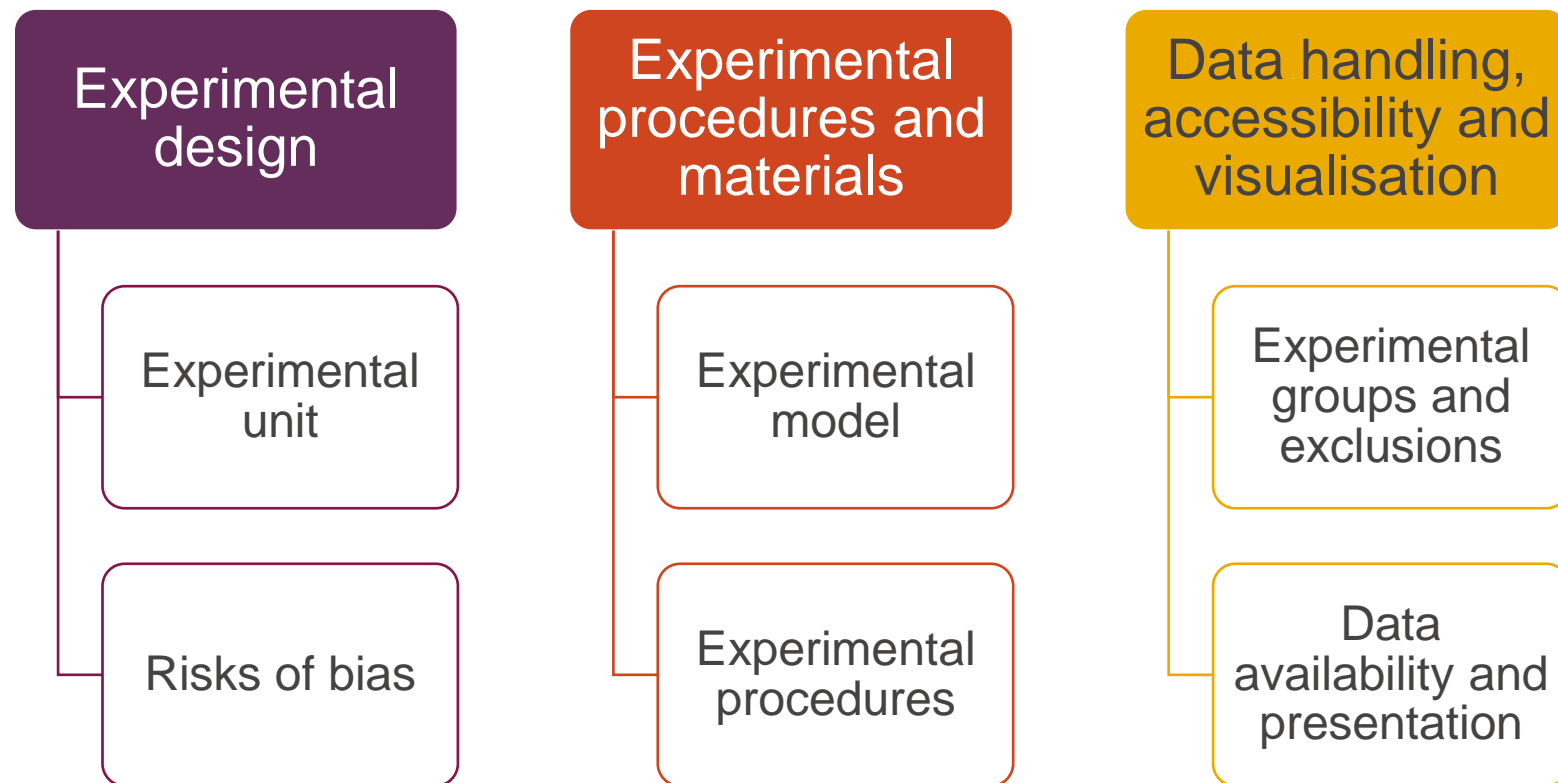 Experimental
design
Experimental
unit
Risks of bias
Experimental
procedures and
materials
Experimental
model
Experimental
procedures
Data handling,
accessibility and
visualisation
Experimental
groups and
exclusions
Data
availability and
presentation